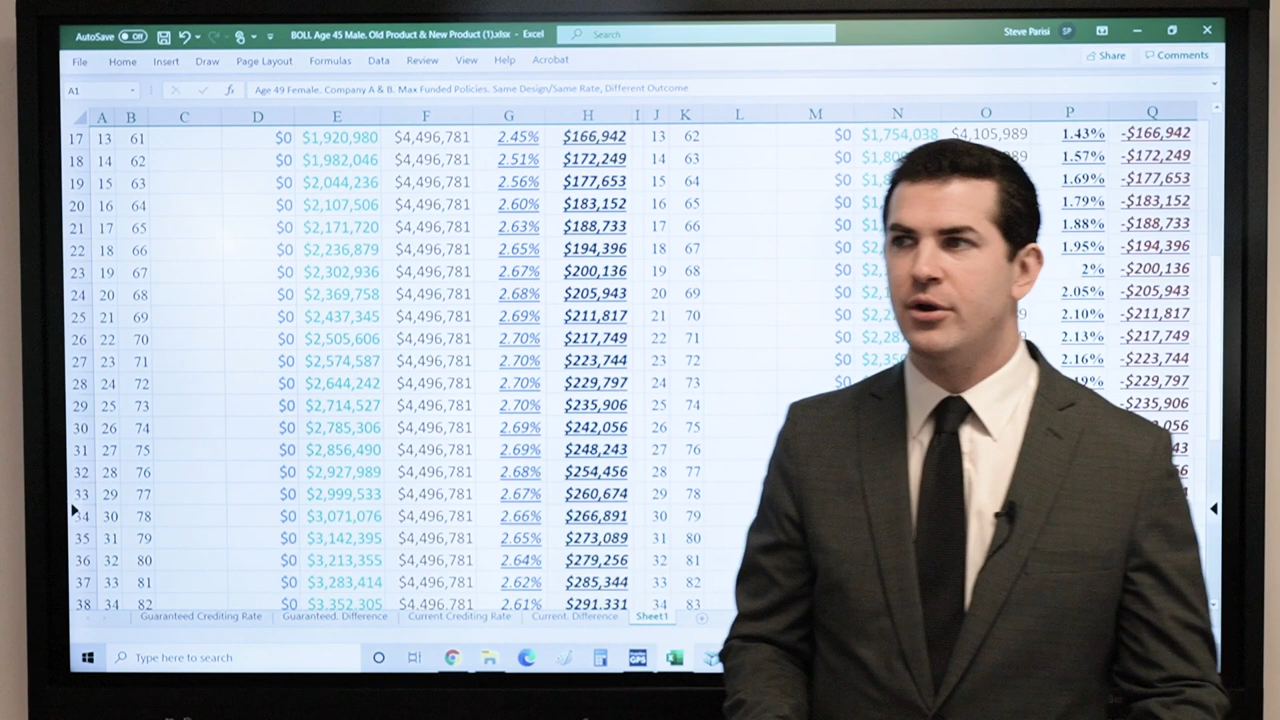 AutoSave Off BOLI. Age 45 Male. Old Product & New Product (1).xlsx - Excel Search Steve Parisi SP
File Home Insert Draw Page Layout Formulas Data Review View Help Acrobat Share Comments
A1 fx Age 49 Female. Company A & B. Max Funded Policies. Same Design/Same Rate, Different Outcome
A B C D E F G H I J K L M N O P Q
17 13 61 $0 $1,920,980 $4,496,781 2.45% $166,942 13 62 $0 $1,754,038 $4,105,989 1.43% -$166,942
18 14 62 $0 $1,982,046 $4,496,781 2.51% $172,249 14 63 $0 1.57% -$172,249
19 15 63 $0 $2,044,236 $4,496,781 2.56% $177,653 15 64 $0 1.69% -$177,653
20 16 64 $0 $2,107,506 $4,496,781 2.60% $183,152 16 65 $0 1.79% -$183,152
21 17 65 $0 $2,171,720 $4,496,781 2.63% $188,733 17 66 $0 1.88% -$188,733
22 18 66 $0 $2,236,879 $4,496,781 2.65% $194,396 18 67 $0 1.95% -$194,396
23 19 67 $0 $2,302,936 $4,496,781 2.67% $200,136 19 68 $0 2% -$200,136
24 20 68 $0 $2,369,758 $4,496,781 2.68% $205,943 20 69 $0 2.05% -$205,943
25 21 69 $0 $2,437,345 $4,496,781 2.69% $211,817 21 70 $0 2.10% -$211,817
26 22 70 $0 $2,505,606 $4,496,781 2.70% $217,749 22 71 $0 2.13% -$217,749
27 23 71 $0 $2,574,587 $4,496,781 2.70% $223,744 23 72 $0 2.16% -$223,744
28 24 72 $0 $2,644,242 $4,496,781 2.70% $229,797 24 73 $0 -$229,797
29 25 73 $0 $2,714,527 $4,496,781 2.70% $235,906 25 74 -$235,906
30 26 74 $0 $2,785,306 $4,496,781 2.69% $242,056 26 75
31 27 75 $0 $2,856,490 $4,496,781 2.69% $248,243 27 76
32 28 76 $0 $2,927,989 $4,496,781 2.68% $254,456 28 77
33 29 77 $0 $2,999,533 $4,496,781 2.67% $260,674 29 78
34 30 78 $0 $3,071,076 $4,496,781 2.66% $266,891 30 79
35 31 79 $0 $3,142,395 $4,496,781 2.65% $273,089 31 80
36 32 80 $0 $3,213,355 $4,496,781 2.64% $279,256 32 81
37 33 81 $0 $3,283,414 $4,496,781 2.62% $285,344 33 82
38 34 82 $0 $3,352,305 $4,496,781 2.61% $291,331 34 83
Guaranteed Crediting Rate Guaranteed. Difference Current Crediting Rate Current. Difference Sheet1
Type here to search